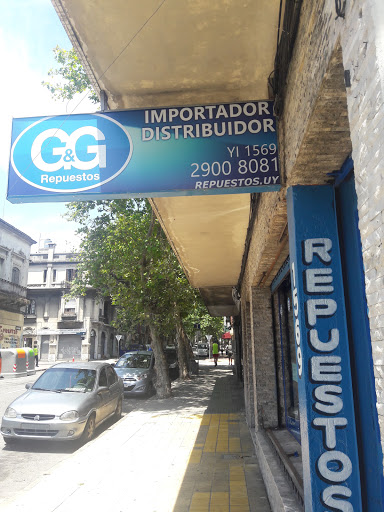 G&G
Repuestos
IMPORTADOR
DISTRIBUIDOR
YI 1569
2900 8081
REPUESTOS.UY
REPUESTOS